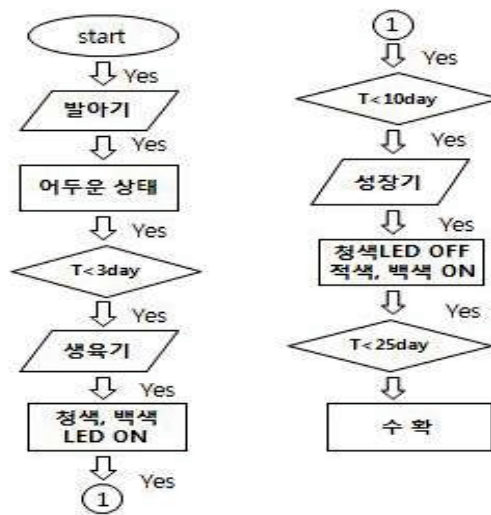 start
Yes
발아기
Yes
어두운 상태
Yes
T<3day
Yes
생육기
Yes
청색, 백색
LED ON
Yes
1
1
Yes
T<10day
Yes
성장기
Yes
청색LED OFF
적색, 백색 ON
Yes
T<25day
Yes
수 확